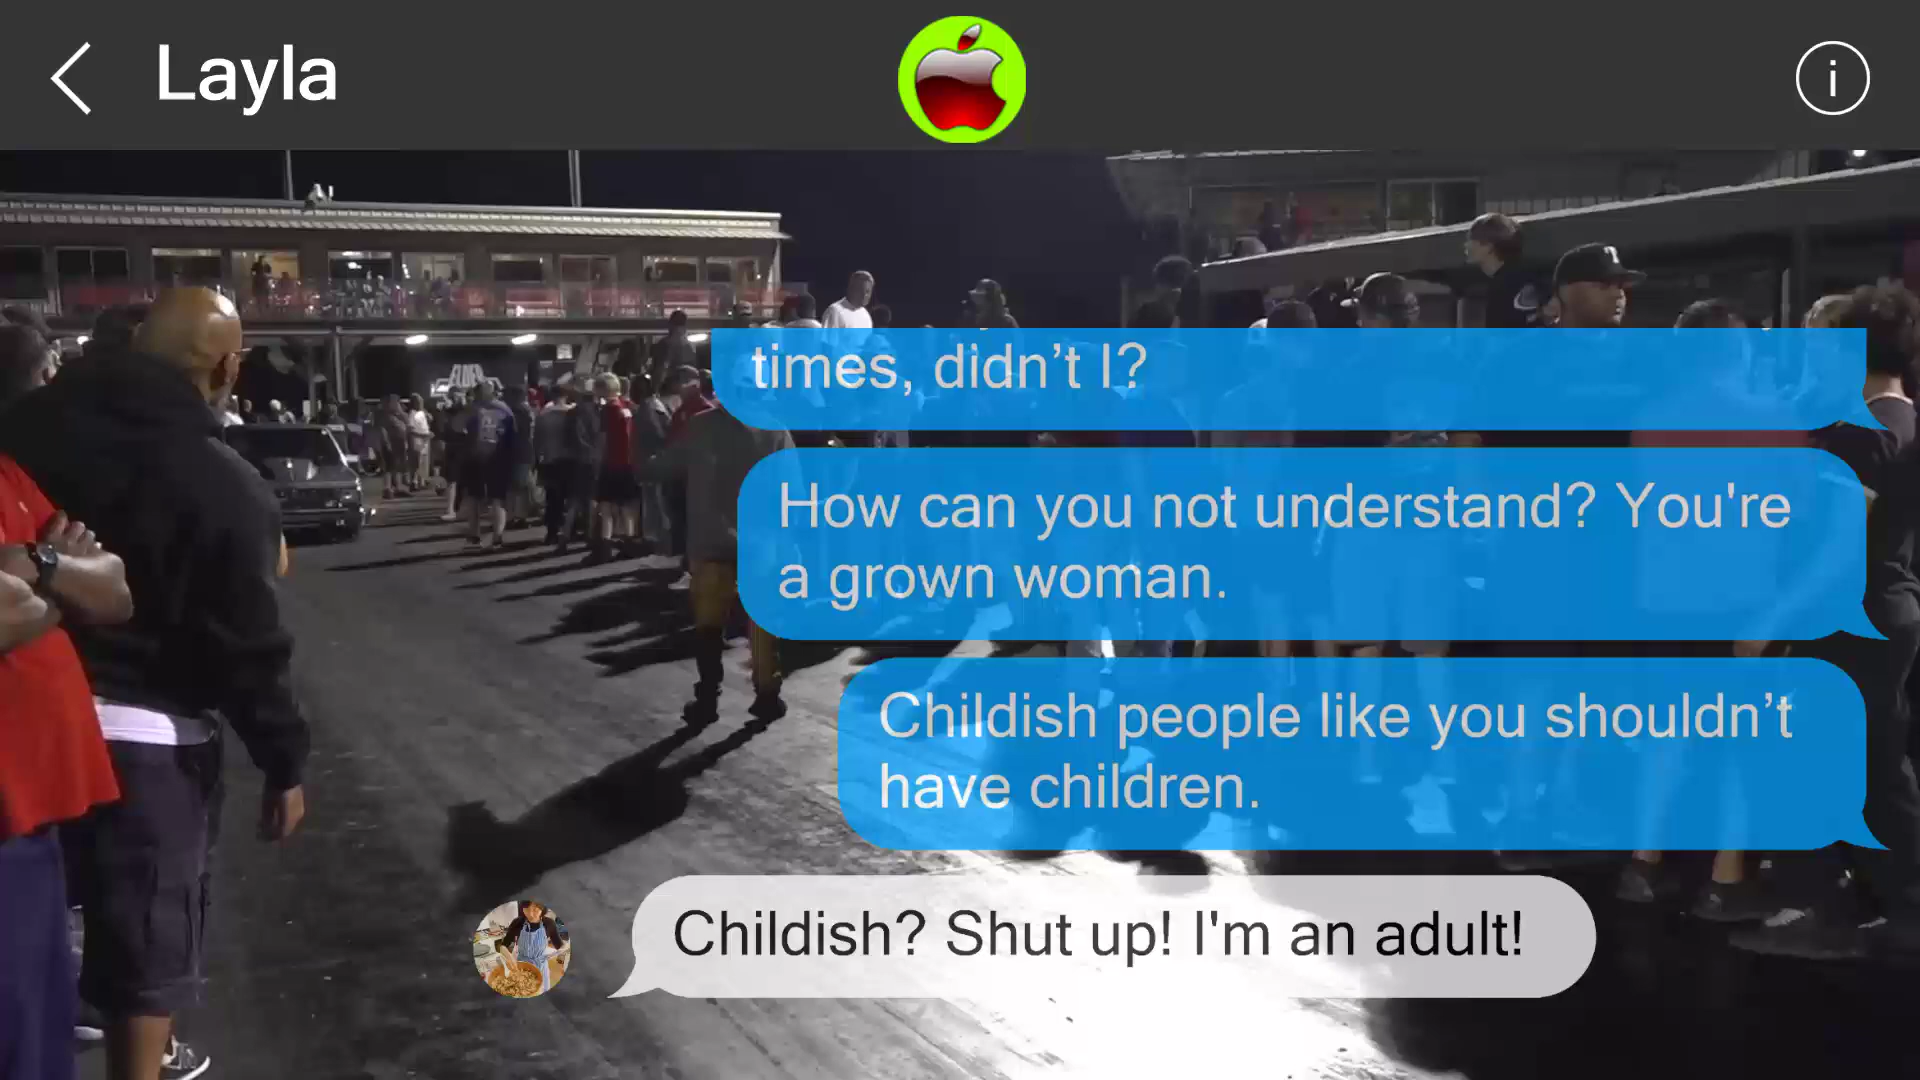 Layla
times, didn’t I?
How can you not understand? You're
a grown woman.
Childish people like you shouldn’t
have children.
Childish? Shut up! I'm an adult!